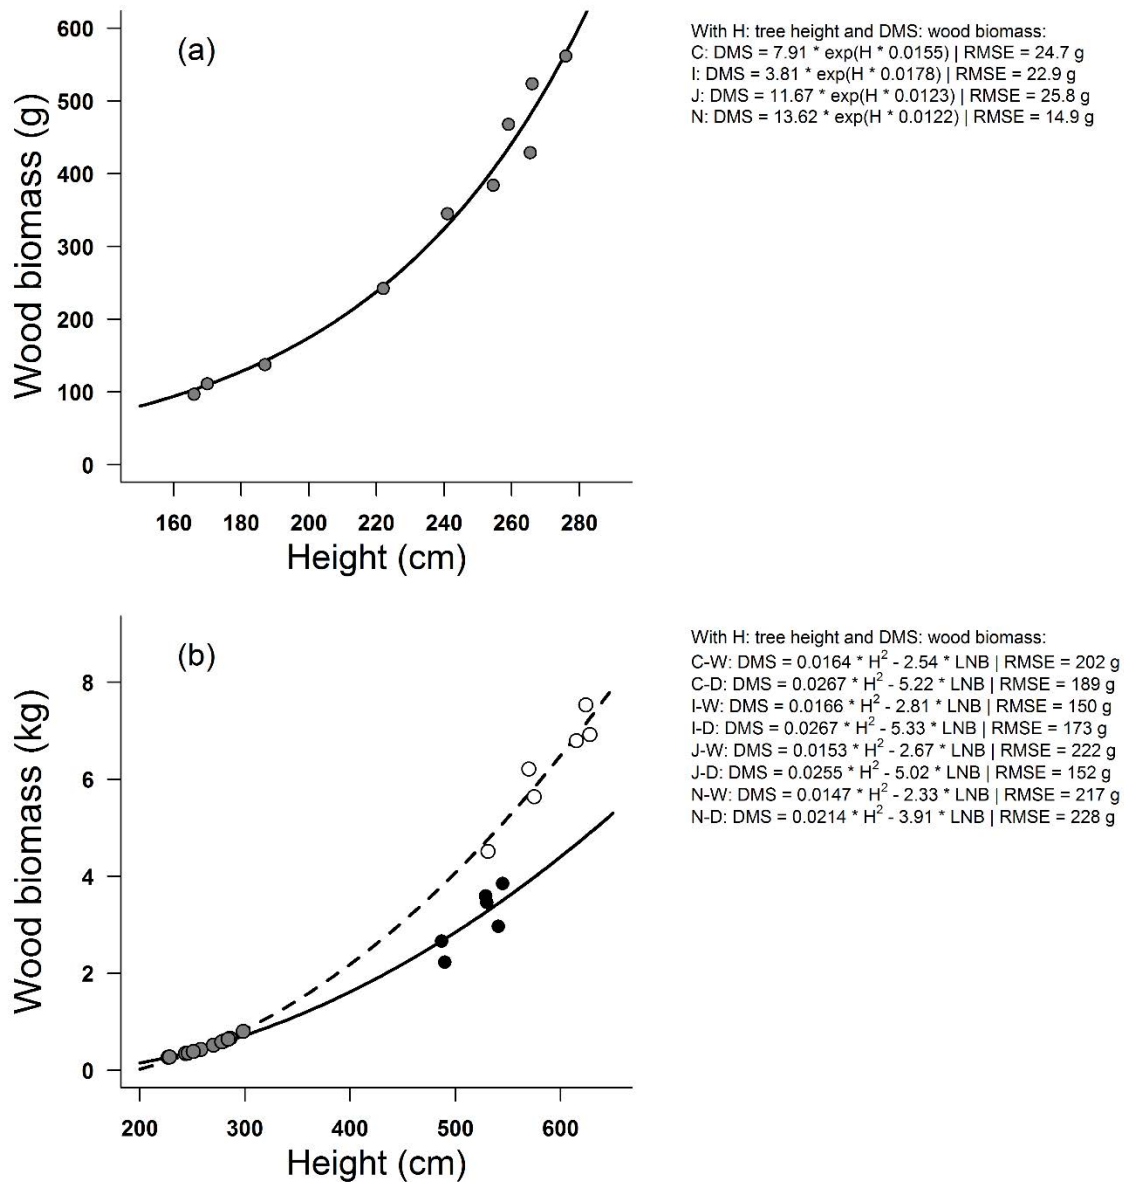 (a)
Wood biomass (g)
600
500
400
300
200
100
0
160 180 200 220 240 260 280
Height (cm)
With H: tree height and DMS: wood biomass:
C: DMS = 7.91 * exp(H * 0.0155) | RMSE = 24.7 g
I: DMS = 3.81 * exp(H * 0.0178) | RMSE = 22.9 g
J: DMS = 11.67 * exp(H * 0.0123) | RMSE = 25.8 g
N: DMS = 13.62 * exp(H * 0.0122) | RMSE = 14.9 g
(b)
Wood biomass (kg)
8
6
4
2
0
200 300 400 500 600
Height (cm)
With H: tree height and DMS: wood biomass:
C-W: DMS = 0.0164 * H² - 2.54 * LNB | RMSE = 202 g
C-D: DMS = 0.0267 * H² - 5.22 * LNB | RMSE = 189 g
I-W: DMS = 0.0166 * H² - 2.81 * LNB | RMSE = 150 g
I-D: DMS = 0.0267 * H² - 5.33 * LNB | RMSE = 173 g
J-W: DMS = 0.0153 * H² - 2.67 * LNB | RMSE = 222 g
J-D: DMS = 0.0255 * H² - 5.02 * LNB | RMSE = 152 g
N-W: DMS = 0.0147 * H² - 2.33 * LNB | RMSE = 217 g
N-D: DMS = 0.0214 * H² - 3.91 * LNB | RMSE = 228 g